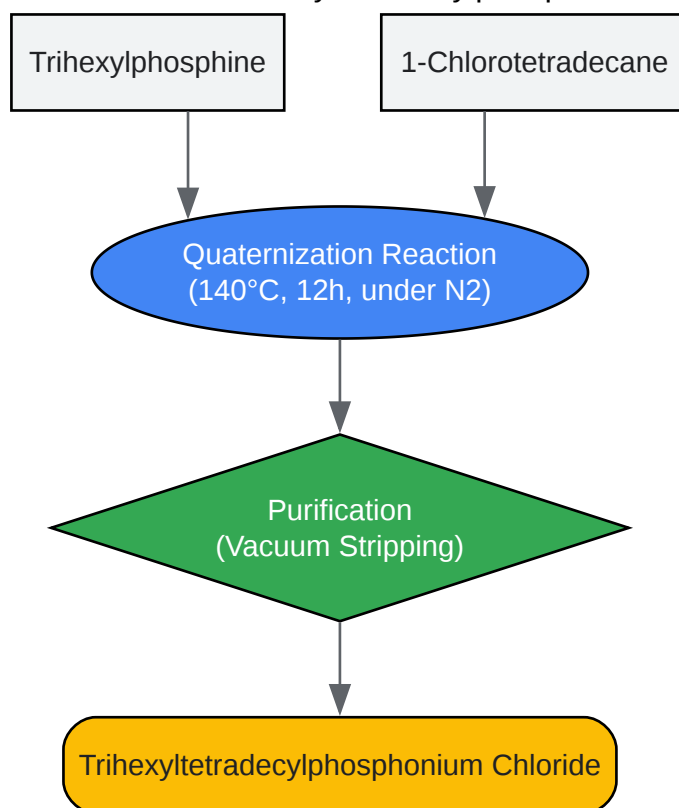 Trihexylphosphine
1-Chlorotetradecane
Quaternization Reaction
(140°C, 12h, under N2)
Purification
(Vacuum Stripping)
Trihexyltetradecylphosphonium Chloride